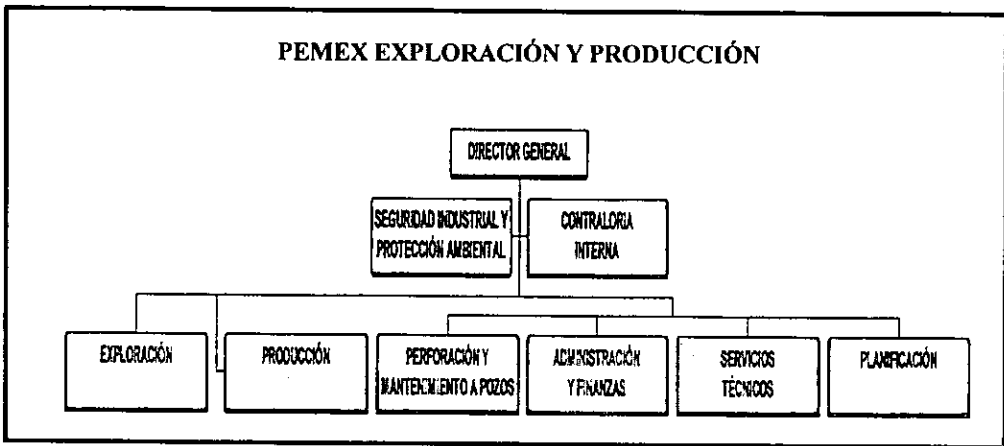 PEMEX EXPLORACIÓN Y PRODUCCIÓN
DIRECTOR GENERAL
SEGURIDAD INDUSTRIAL Y
PROTECCIÓN AMBIENTAL
CONTRALORIA
INTERNA
EXPLORACIÓN
PRODUCCIÓN
PERFORACIÓN Y
MANTENIMIENTO A POZOS
ADMINISTRACIÓN
Y FINANZAS
SERVICIOS
TÉCNICOS
PLANIFICACIÓN